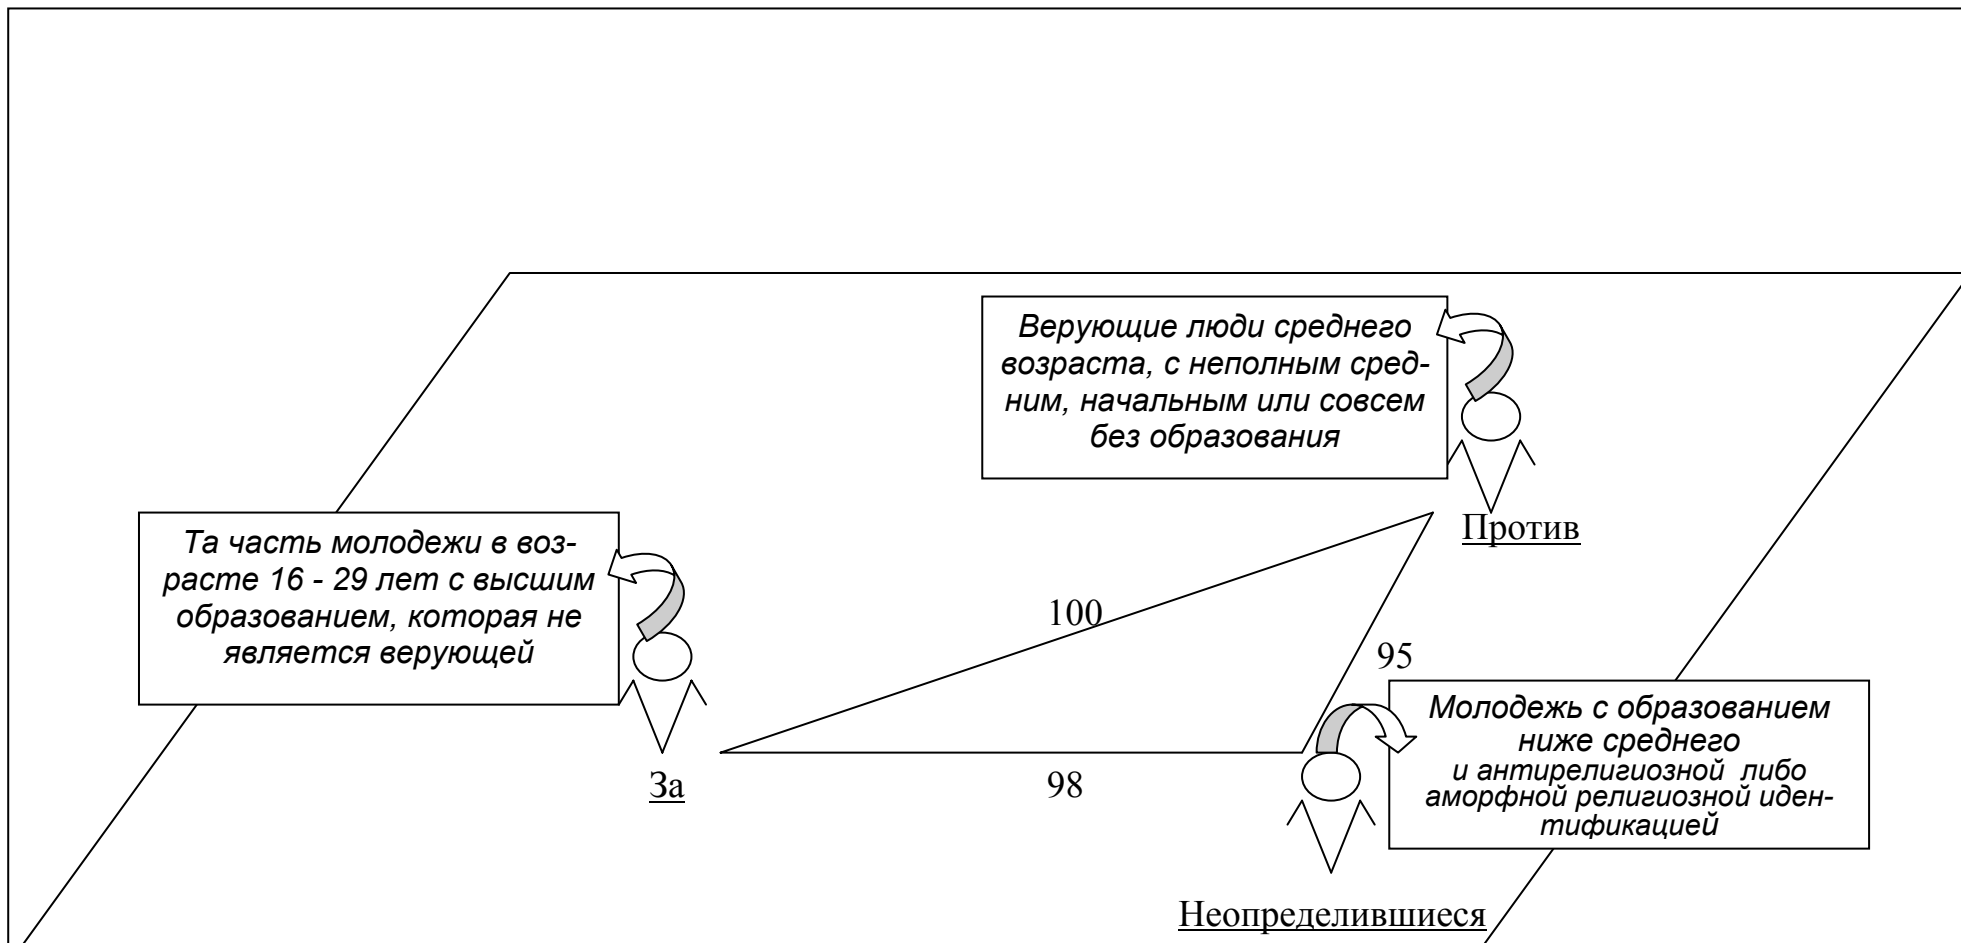 Верующие люди среднего
возраста, с неполным сред-
ним, начальным или совсем
без образования
Против
Та часть молодежи в воз-
расте 16 - 29 лет с высшим
образованием, которая не
является верующей
За
100
95
98
Молодежь с образованием
ниже среднего
и антирелигиозной либо
аморфной религиозной иден-
тификацией
Неопределившиеся